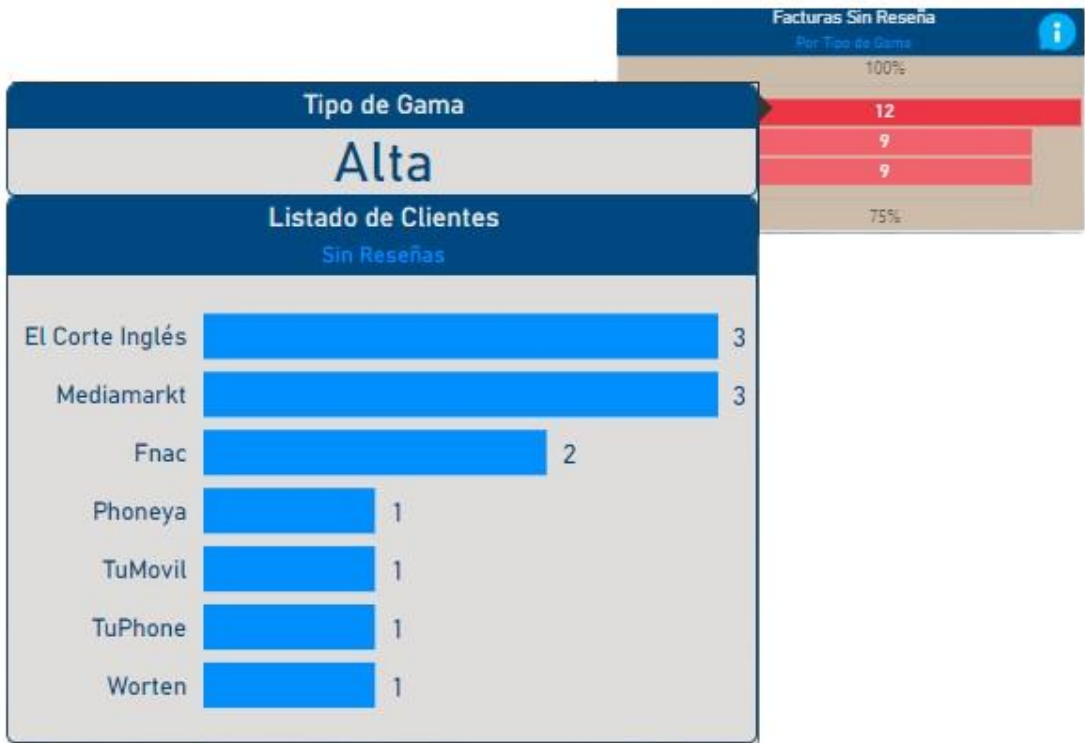 Facturas Sin Reseña
Por Tipo de Gama
i
100%
12
9
9
75%
Tipo de Gama
Alta
Listado de Clientes
Sin Reseñas
El Corte Inglés 3
Mediamarkt 3
Fnac 2
Phoneya 1
TuMovil 1
TuPhone 1
Worten 1